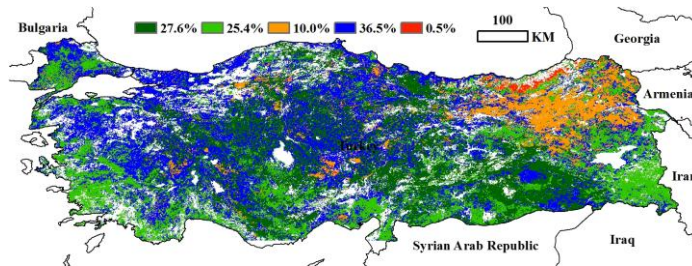 Bulgaria
27.6% 25.4% 10.0% 36.5% 0.5%
100
KM
Georgia
Armenia
Turkey
Iran
Syrian Arab Republic
Iraq